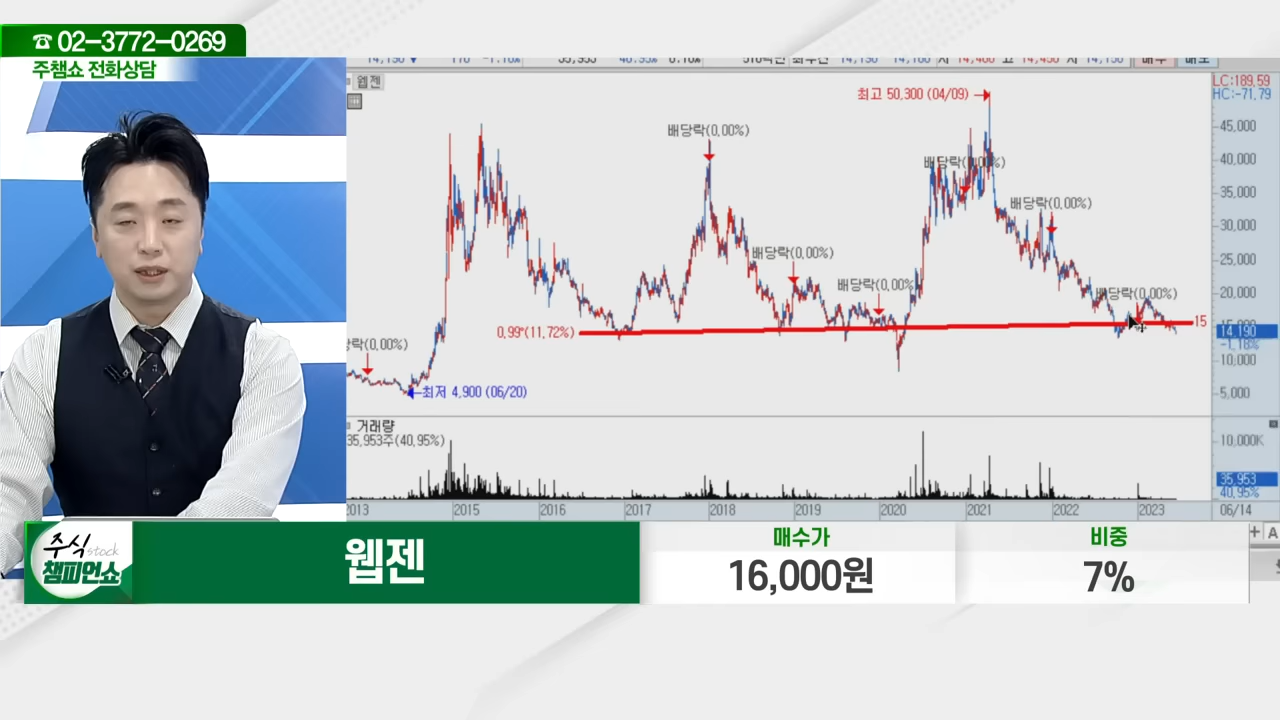 ☎ 02-3772-0269
주챔쇼 전화상담
웹젠
LC:189.59
HC:-71.79
최고 50,300 (04/09)
배당락(0.00%)
배당락(0.00%)
배당락(0.00%)
배당락(0.00%)
배당락(0.00%)
배당락(0.00%)
락(0.00%)
0.99°(11.72%)
최저 4,900 (06/20)
15
45,000
40,000
35,000
30,000
25,000
20,000
14,190
-1.18%
10,000
5,000
거래량
35,953주(40.95%)
10,000K
35,953
40.95%
2013 2015 2016 2017 2018 2019 2020 2021 2022 2023 06/14
주식 stock
챔피언쇼
웹젠
매수가
16,000원
비중
7%